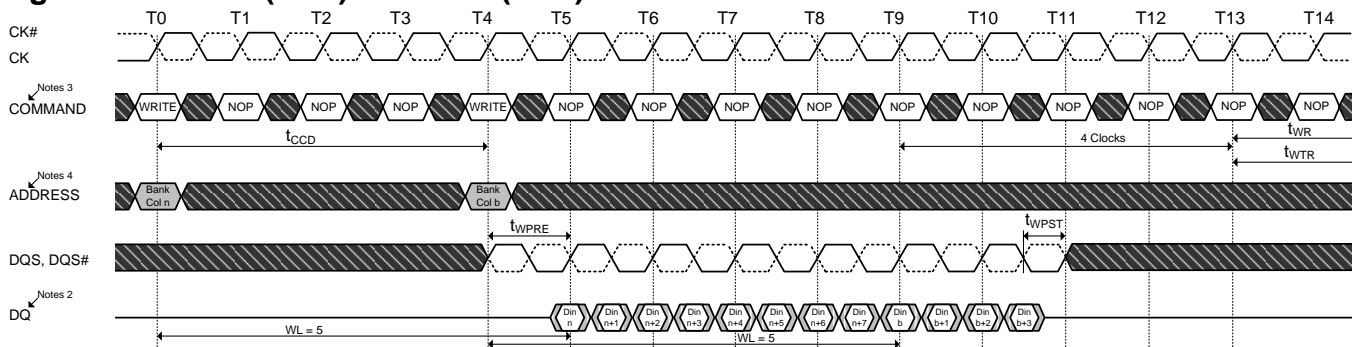 T0 T1 T2 T3 T4 T5 T6 T7 T8 T9 T10 T11 T12 T13 T14
CK#
CK
Notes 3
COMMAND
WRITE NOP NOP NOP WRITE NOP NOP NOP NOP NOP NOP NOP NOP NOP NOP
tCCD
4 Clocks
tWR
tWTR
Notes 4
ADDRESS
Bank Col n
Bank Col b
tWPRE
tWPST
DQS, DQS#
Notes 2
DQ
Din n Din n+1 Din n+2 Din n+3 Din n+4 Din n+5 Din n+6 Din n+7 Din b Din b+1 Din b+2 Din b+3
WL = 5
WL = 5